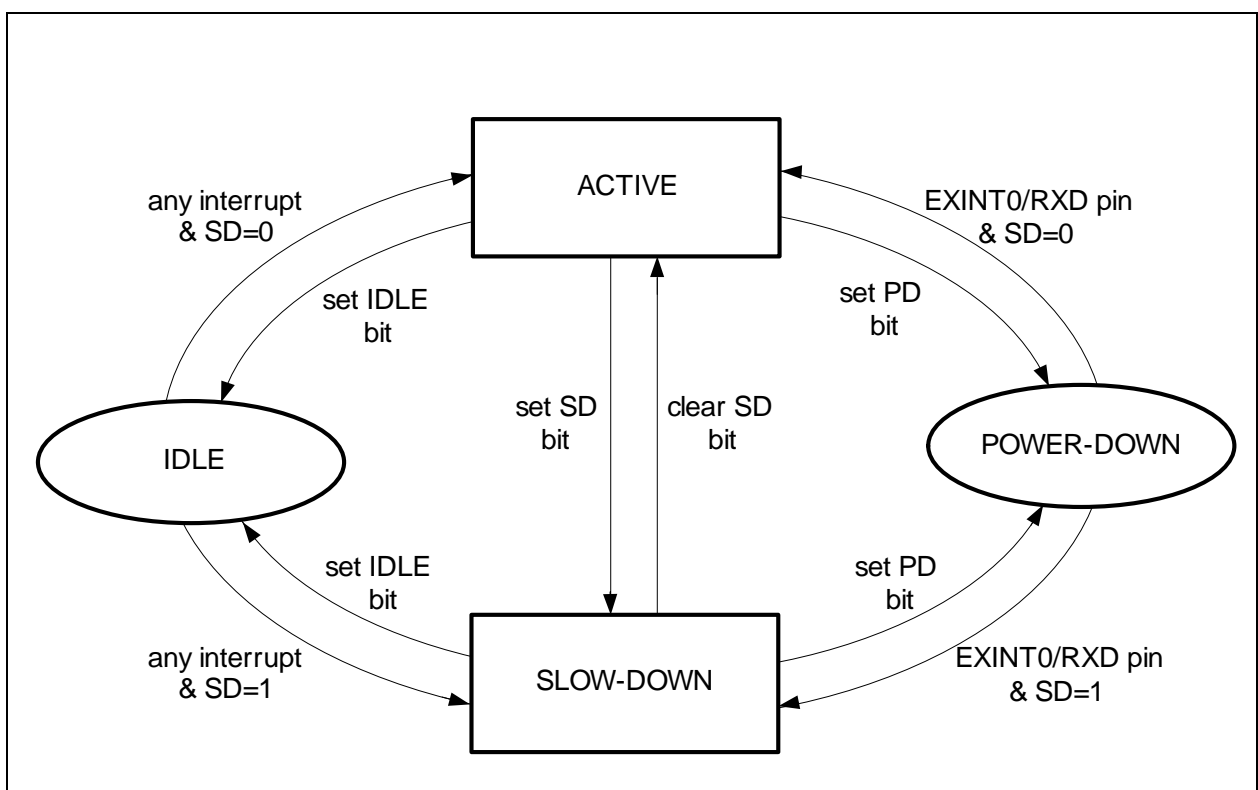 ACTIVE
any interrupt
& SD=0
EXINT0/RXD pin
& SD=0
set IDLE
bit
set PD
bit
set SD
bit
clear SD
bit
IDLE
POWER-DOWN
set IDLE
bit
set PD
bit
any interrupt
& SD=1
SLOW-DOWN
EXINT0/RXD pin
& SD=1